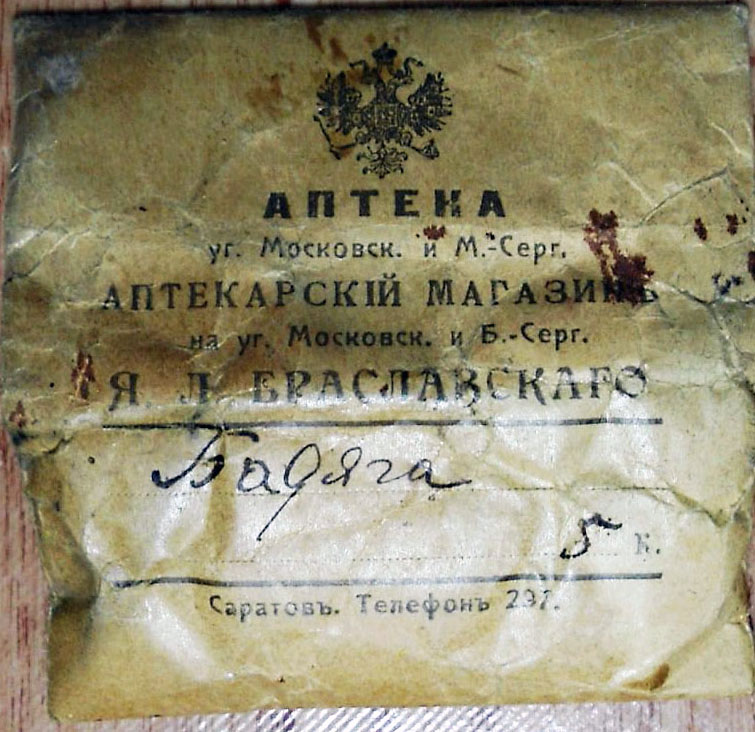 АПТЕКА
уг. Московск. и М.-Серг.
АПТЕКАРСКІЙ МАГАЗИНЪ
на уг. Московск. и Б.-Серг.
Я. Л. БРАСЛАВСКАГО
Бадяга
5 к.
Саратовъ. Телефонъ 297.